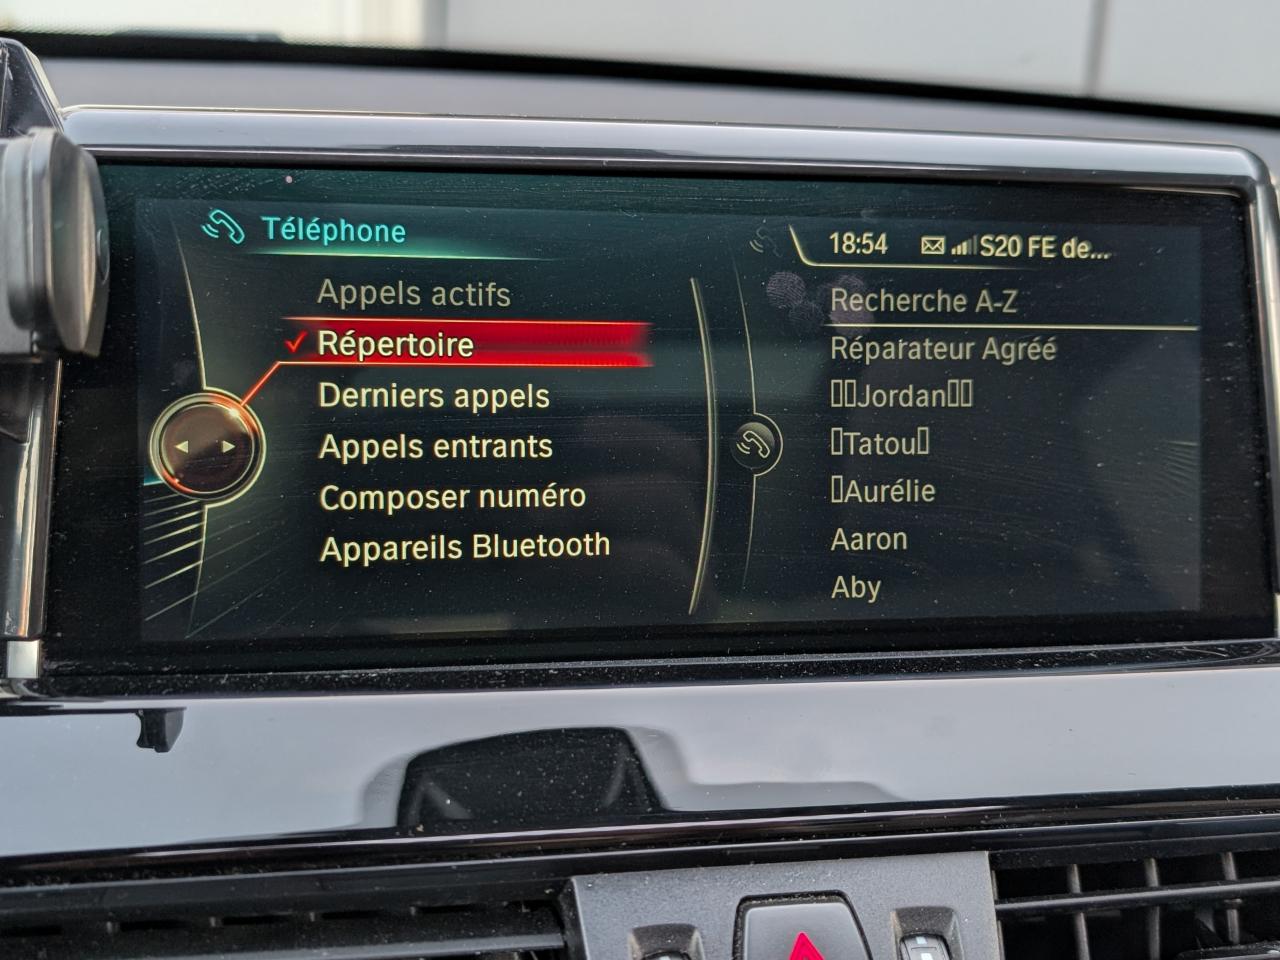 Téléphone
18:54 S20 FE de...
Appels actifs
Répertoire
Derniers appels
Appels entrants
Composer numéro
Appareils Bluetooth
Recherche A-Z
Réparateur Agréé
▯▯Jordan▯▯
▯Tatou▯
▯Aurélie
Aaron
Aby